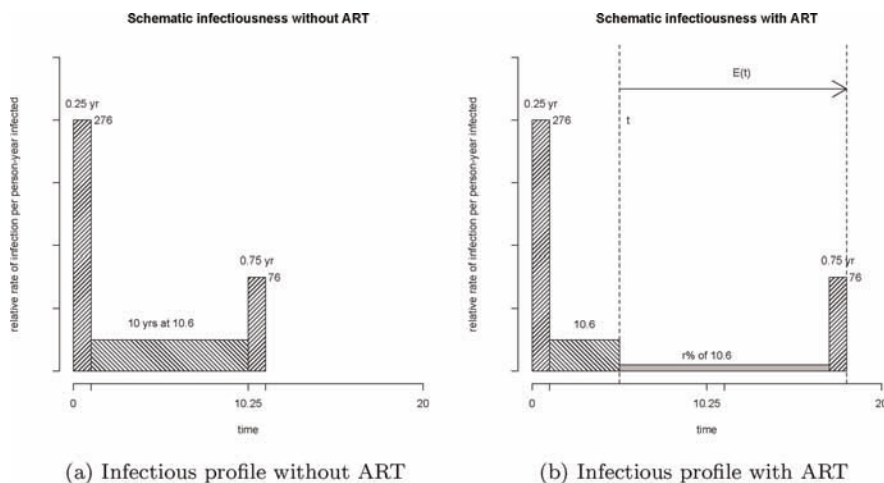 Schematic infectiousness without ART
relative rate of infection per person-year infected
0.25 yr
276
10 yrs at 10.6
0.75 yr
76
0
10.25
20
time
(a) Infectious profile without ART
Schematic infectiousness with ART
relative rate of infection per person-year infected
E(t)
0.25 yr
276
t
10.6
r% of 10.6
0.75 yr
76
0
10.25
20
time
(b) Infectious profile with ART